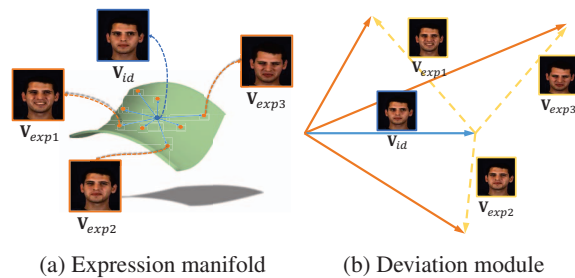 V_id
V_exp1
V_exp3
V_exp2
V_exp1
V_exp3
V_id
V_exp2
(a) Expression manifold
(b) Deviation module